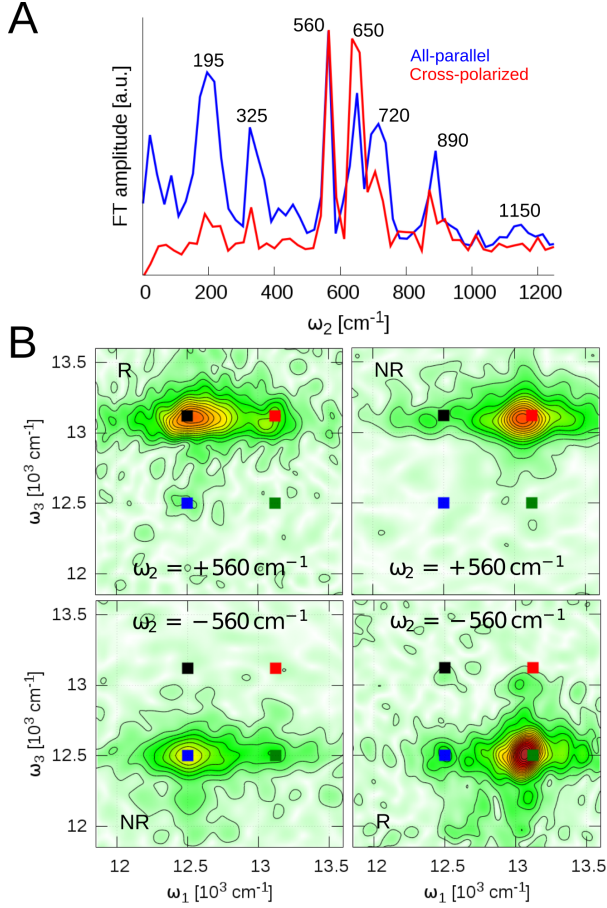 A
560
650
All-parallel
Cross-polarized
195
325
720
890
1150
FT amplitude [a.u.]
0 200 400 600 800 1000 1200
ω₂ [cm⁻¹]
B
13.5
R
NR
13
12.5
12
ω₃ [10³ cm⁻¹]
ω₂ = +560 cm⁻¹
ω₂ = +560 cm⁻¹
13.5
ω₂ = −560 cm⁻¹
ω₂ = −560 cm⁻¹
13
12.5
12
ω₃ [10³ cm⁻¹]
NR
R
12 12.5 13 13.5
12 12.5 13 13.5
ω₁ [10³ cm⁻¹]
ω₁ [10³ cm⁻¹]